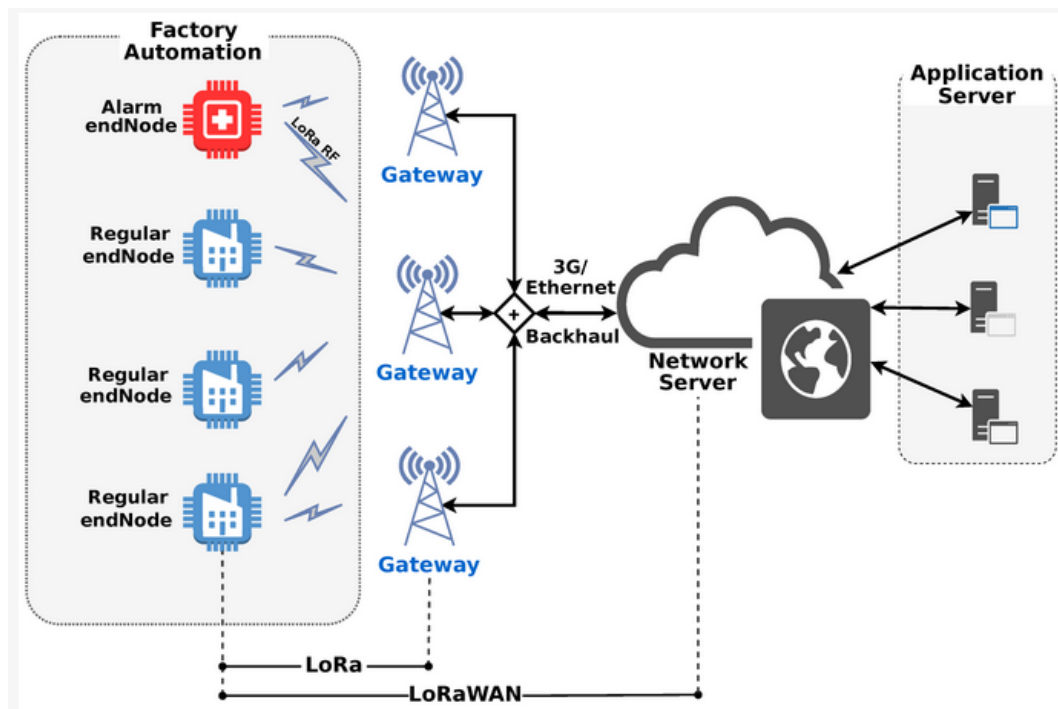 Factory
Automation
Alarm
endNode
LoRa RF
Regular
endNode
Regular
endNode
Regular
endNode
Gateway
Gateway
Gateway
+
3G/
Ethernet
Backhaul
Network
Server
Application
Server
LoRa
LoRaWAN